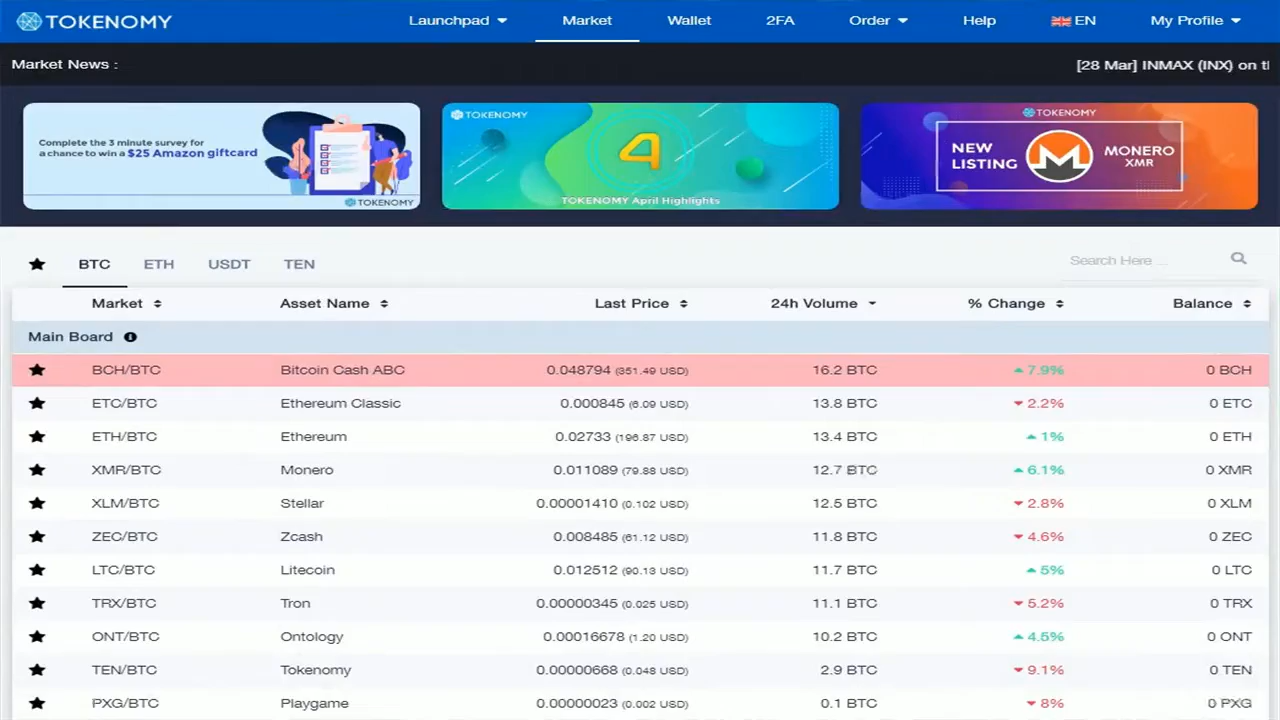 TOKENOMY Launchpad Market Wallet 2FA Order Help EN My Profile
Market News : [28 Mar] INMAX (INX) on
Complete the 3 minute survey for
a chance to win a $25 Amazon giftcard
TOKENOMY
TOKENOMY
4
TOKENOMY April Highlights
TOKENOMY
NEW
LISTING
MONERO
XMR
BTC ETH USDT TEN Search Here ...
Market Asset Name Last Price 24h Volume % Change Balance
Main Board
BCH/BTC Bitcoin Cash ABC 0.048794 (351.49 USD) 16.2 BTC 7.9% 0 BCH
ETC/BTC Ethereum Classic 0.000845 (6.09 USD) 13.8 BTC 2.2% 0 ETC
ETH/BTC Ethereum 0.02733 (196.87 USD) 13.4 BTC 1% 0 ETH
XMR/BTC Monero 0.011089 (79.88 USD) 12.7 BTC 6.1% 0 XMR
XLM/BTC Stellar 0.00001410 (0.102 USD) 12.5 BTC 2.8% 0 XLM
ZEC/BTC Zcash 0.008485 (61.12 USD) 11.8 BTC 4.6% 0 ZEC
LTC/BTC Litecoin 0.012512 (90.13 USD) 11.7 BTC 5% 0 LTC
TRX/BTC Tron 0.00000345 (0.025 USD) 11.1 BTC 5.2% 0 TRX
ONT/BTC Ontology 0.00016678 (1.20 USD) 10.2 BTC 4.5% 0 ONT
TEN/BTC Tokenomy 0.00000668 (0.048 USD) 2.9 BTC 9.1% 0 TEN
PXG/BTC Playgame 0.00000023 (0.002 USD) 0.1 BTC 8% 0 PXG